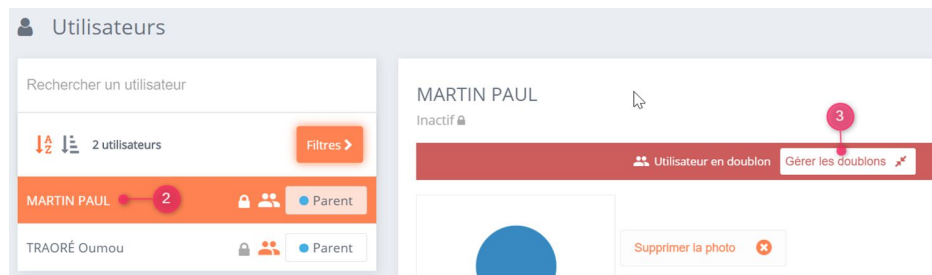 Utilisateurs
Rechercher un utilisateur
2 utilisateurs
Filtres
MARTIN PAUL 2 Parent
TRAORÉ Oumou Parent
MARTIN PAUL
Inactif
3
Utilisateur en doublon Gérer les doublons
Supprimer la photo